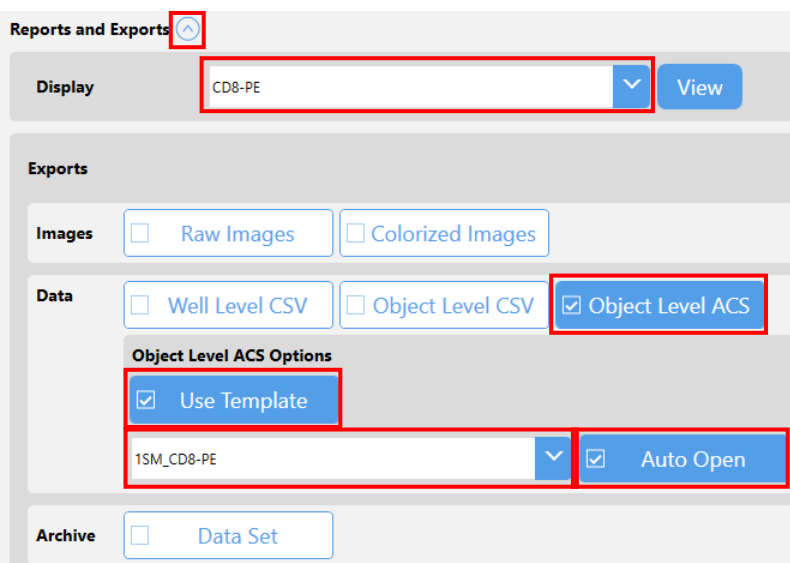 Reports and Exports
Display CD8-PE View
Exports
Images Raw Images Colorized Images
Data Well Level CSV Object Level CSV Object Level ACS
Object Level ACS Options
Use Template
1SM_CD8-PE Auto Open
Archive Data Set